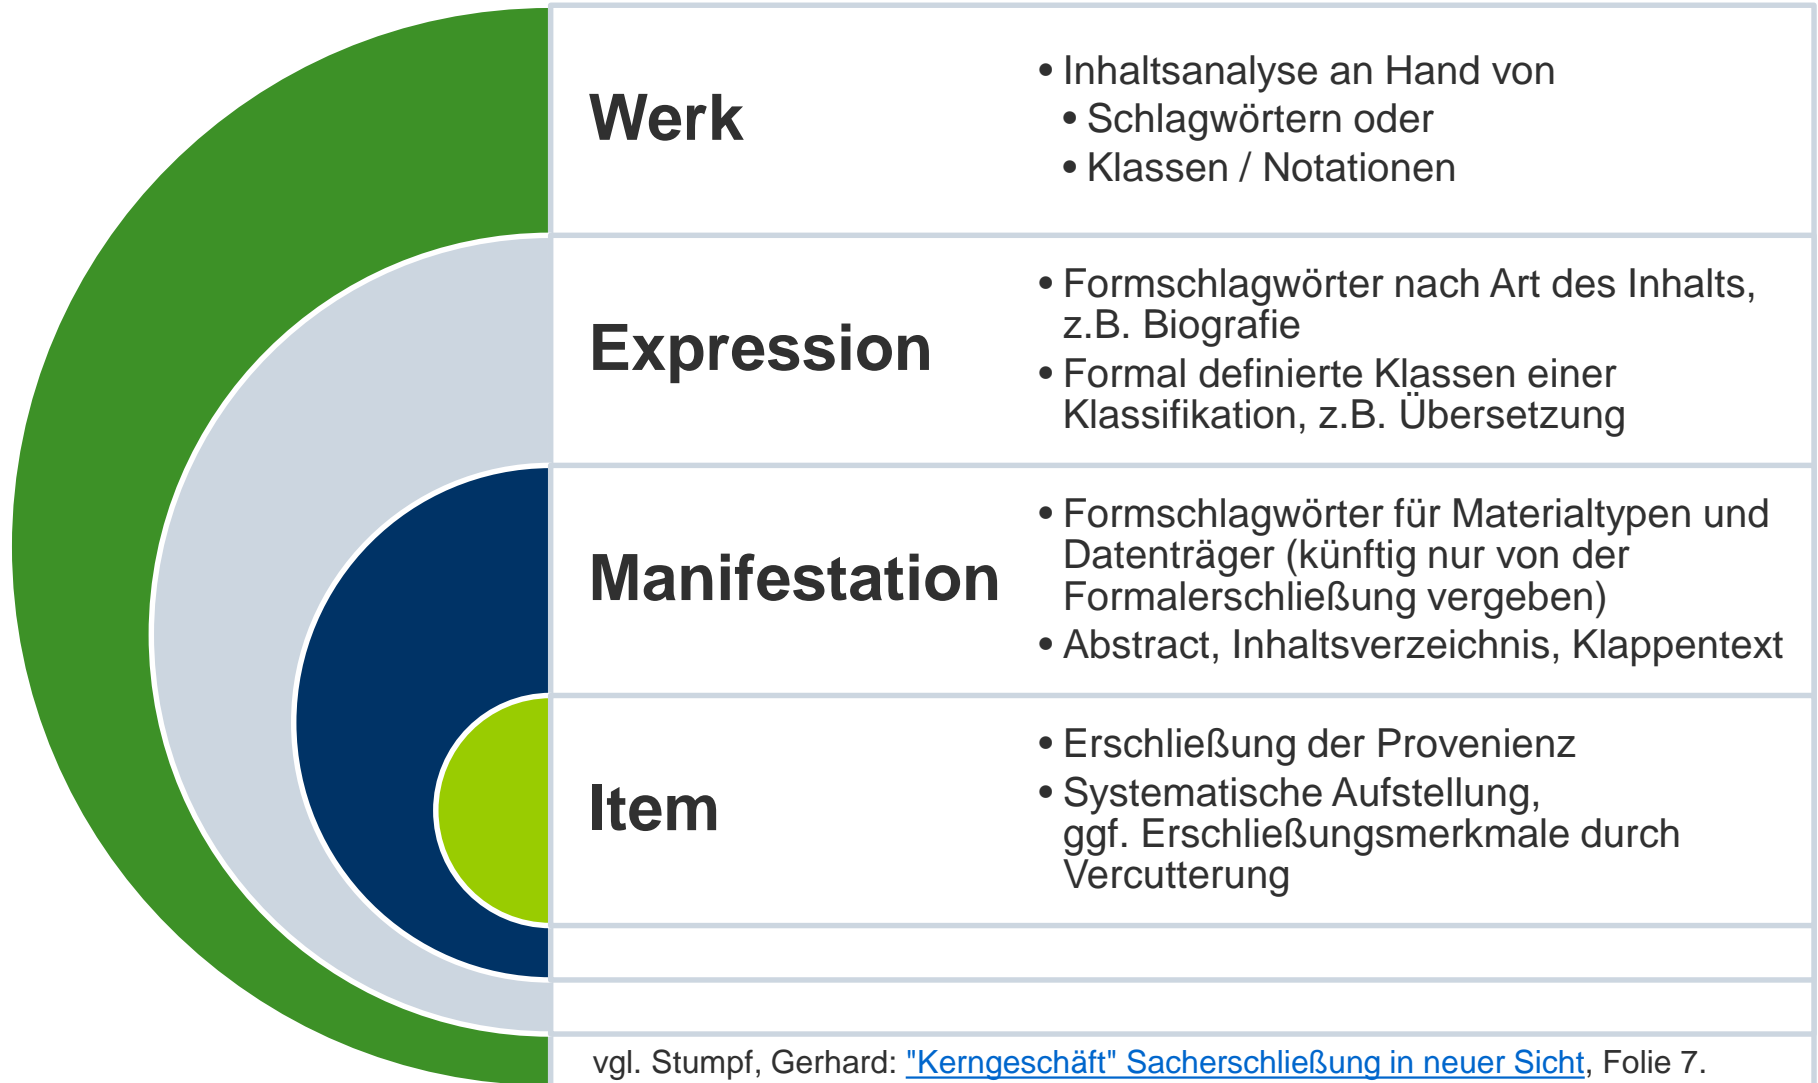 Werk
• Inhaltsanalyse an Hand von
• Schlagwörtern oder
• Klassen / Notationen
Expression
• Formschlagwörter nach Art des Inhalts,
z.B. Biografie
• Formal definierte Klassen einer
Klassifikation, z.B. Übersetzung
Manifestation
• Formschlagwörter für Materialtypen und
Datenträger (künftig nur von der
Formalerschließung vergeben)
• Abstract, Inhaltsverzeichnis, Klappentext
Item
• Erschließung der Provenienz
• Systematische Aufstellung,
ggf. Erschließungsmerkmale durch
Vercutterung
vgl. Stumpf, Gerhard: "Kerngeschäft" Sacherschließung in neuer Sicht, Folie 7.